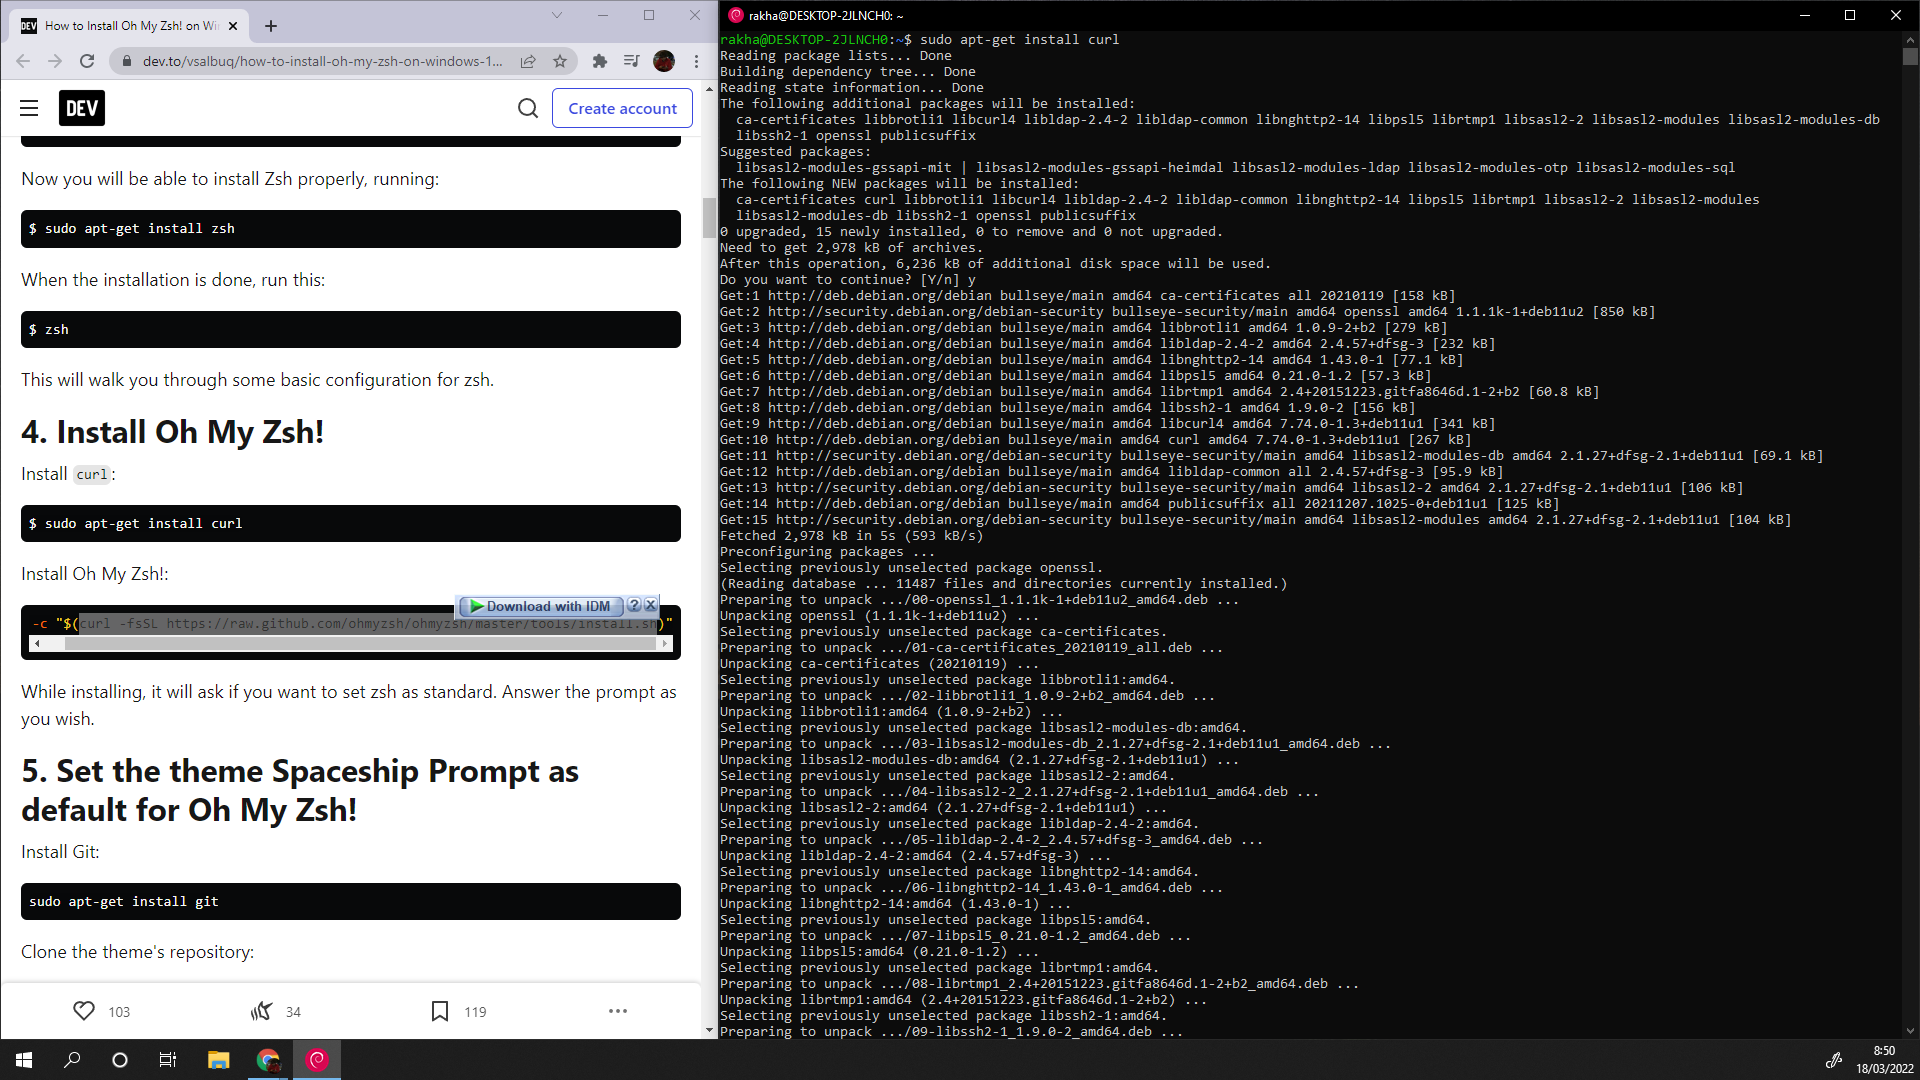 DEV How to Install Oh My Zsh! on Win
dev.to/vsalbuq/how-to-install-oh-my-zsh-on-windows-1...
DEV
Create account
Now you will be able to install Zsh properly, running:
$ sudo apt-get install zsh
When the installation is done, run this:
$ zsh
This will walk you through some basic configuration for zsh.
4. Install Oh My Zsh!
Install curl:
$ sudo apt-get install curl
Install Oh My Zsh!:
Download with IDM ?
-c "$(curl -fsSL https://raw.github.com/ohmyzsh/ohmyzsh/master/tools/install.sh)"
While installing, it will ask if you want to set zsh as standard. Answer the prompt as
you wish.
5. Set the theme Spaceship Prompt as
default for Oh My Zsh!
Install Git:
sudo apt-get install git
Clone the theme's repository:
103 34 119
rakha@DESKTOP-2JLNCH0: ~
rakha@DESKTOP-2JLNCH0:~$ sudo apt-get install curl
Reading package lists... Done
Building dependency tree... Done
Reading state information... Done
The following additional packages will be installed:
ca-certificates libbrotli1 libcurl4 libldap-2.4-2 libldap-common libnghttp2-14 libpsl5 librtmp1 libsasl2-2 libsasl2-modules libsasl2-modules-db
libssh2-1 openssl publicsuffix
Suggested packages:
libsasl2-modules-gssapi-mit | libsasl2-modules-gssapi-heimdal libsasl2-modules-ldap libsasl2-modules-otp libsasl2-modules-sql
The following NEW packages will be installed:
ca-certificates curl libbrotli1 libcurl4 libldap-2.4-2 libldap-common libnghttp2-14 libpsl5 librtmp1 libsasl2-2 libsasl2-modules
libsasl2-modules-db libssh2-1 openssl publicsuffix
0 upgraded, 15 newly installed, 0 to remove and 0 not upgraded.
Need to get 2,978 kB of archives.
After this operation, 6,236 kB of additional disk space will be used.
Do you want to continue? [Y/n] y
Get:1 http://deb.debian.org/debian bullseye/main amd64 ca-certificates all 20210119 [158 kB]
Get:2 http://security.debian.org/debian-security bullseye-security/main amd64 openssl amd64 1.1.1k-1+deb11u2 [850 kB]
Get:3 http://deb.debian.org/debian bullseye/main amd64 libbrotli1 amd64 1.0.9-2+b2 [279 kB]
Get:4 http://deb.debian.org/debian bullseye/main amd64 libldap-2.4-2 amd64 2.4.57+dfsg-3 [232 kB]
Get:5 http://deb.debian.org/debian bullseye/main amd64 libnghttp2-14 amd64 1.43.0-1 [77.1 kB]
Get:6 http://deb.debian.org/debian bullseye/main amd64 libpsl5 amd64 0.21.0-1.2 [57.3 kB]
Get:7 http://deb.debian.org/debian bullseye/main amd64 librtmp1 amd64 2.4+20151223.gitfa8646d.1-2+b2 [60.8 kB]
Get:8 http://deb.debian.org/debian bullseye/main amd64 libssh2-1 amd64 1.9.0-2 [156 kB]
Get:9 http://deb.debian.org/debian bullseye/main amd64 libcurl4 amd64 7.74.0-1.3+deb11u1 [341 kB]
Get:10 http://deb.debian.org/debian bullseye/main amd64 curl amd64 7.74.0-1.3+deb11u1 [267 kB]
Get:11 http://security.debian.org/debian-security bullseye-security/main amd64 libsasl2-modules-db amd64 2.1.27+dfsg-2.1+deb11u1 [69.1 kB]
Get:12 http://deb.debian.org/debian bullseye/main amd64 libldap-common all 2.4.57+dfsg-3 [95.9 kB]
Get:13 http://security.debian.org/debian-security bullseye-security/main amd64 libsasl2-2 amd64 2.1.27+dfsg-2.1+deb11u1 [106 kB]
Get:14 http://deb.debian.org/debian bullseye/main amd64 publicsuffix all 20211207.1025-0+deb11u1 [125 kB]
Get:15 http://security.debian.org/debian-security bullseye-security/main amd64 libsasl2-modules amd64 2.1.27+dfsg-2.1+deb11u1 [104 kB]
Fetched 2,978 kB in 5s (593 kB/s)
Preconfiguring packages ...
Selecting previously unselected package openssl.
(Reading database ... 11487 files and directories currently installed.)
Preparing to unpack .../00-openssl_1.1.1k-1+deb11u2_amd64.deb ...
Unpacking openssl (1.1.1k-1+deb11u2) ...
Selecting previously unselected package ca-certificates.
Preparing to unpack .../01-ca-certificates_20210119_all.deb ...
Unpacking ca-certificates (20210119) ...
Selecting previously unselected package libbrotli1:amd64.
Preparing to unpack .../02-libbrotli1_1.0.9-2+b2_amd64.deb ...
Unpacking libbrotli1:amd64 (1.0.9-2+b2) ...
Selecting previously unselected package libsasl2-modules-db:amd64.
Preparing to unpack .../03-libsasl2-modules-db_2.1.27+dfsg-2.1+deb11u1_amd64.deb ...
Unpacking libsasl2-modules-db:amd64 (2.1.27+dfsg-2.1+deb11u1) ...
Selecting previously unselected package libsasl2-2:amd64.
Preparing to unpack .../04-libsasl2-2_2.1.27+dfsg-2.1+deb11u1_amd64.deb ...
Unpacking libsasl2-2:amd64 (2.1.27+dfsg-2.1+deb11u1) ...
Selecting previously unselected package libldap-2.4-2:amd64.
Preparing to unpack .../05-libldap-2.4-2_2.4.57+dfsg-3_amd64.deb ...
Unpacking libldap-2.4-2:amd64 (2.4.57+dfsg-3) ...
Selecting previously unselected package libnghttp2-14:amd64.
Preparing to unpack .../06-libnghttp2-14_1.43.0-1_amd64.deb ...
Unpacking libnghttp2-14:amd64 (1.43.0-1) ...
Selecting previously unselected package libpsl5:amd64.
Preparing to unpack .../07-libpsl5_0.21.0-1.2_amd64.deb ...
Unpacking libpsl5:amd64 (0.21.0-1.2) ...
Selecting previously unselected package librtmp1:amd64.
Preparing to unpack .../08-librtmp1_2.4+20151223.gitfa8646d.1-2+b2_amd64.deb ...
Unpacking librtmp1:amd64 (2.4+20151223.gitfa8646d.1-2+b2) ...
Selecting previously unselected package libssh2-1:amd64.
Preparing to unpack .../09-libssh2-1_1.9.0-2_amd64.deb ...
8:50
18/03/2022